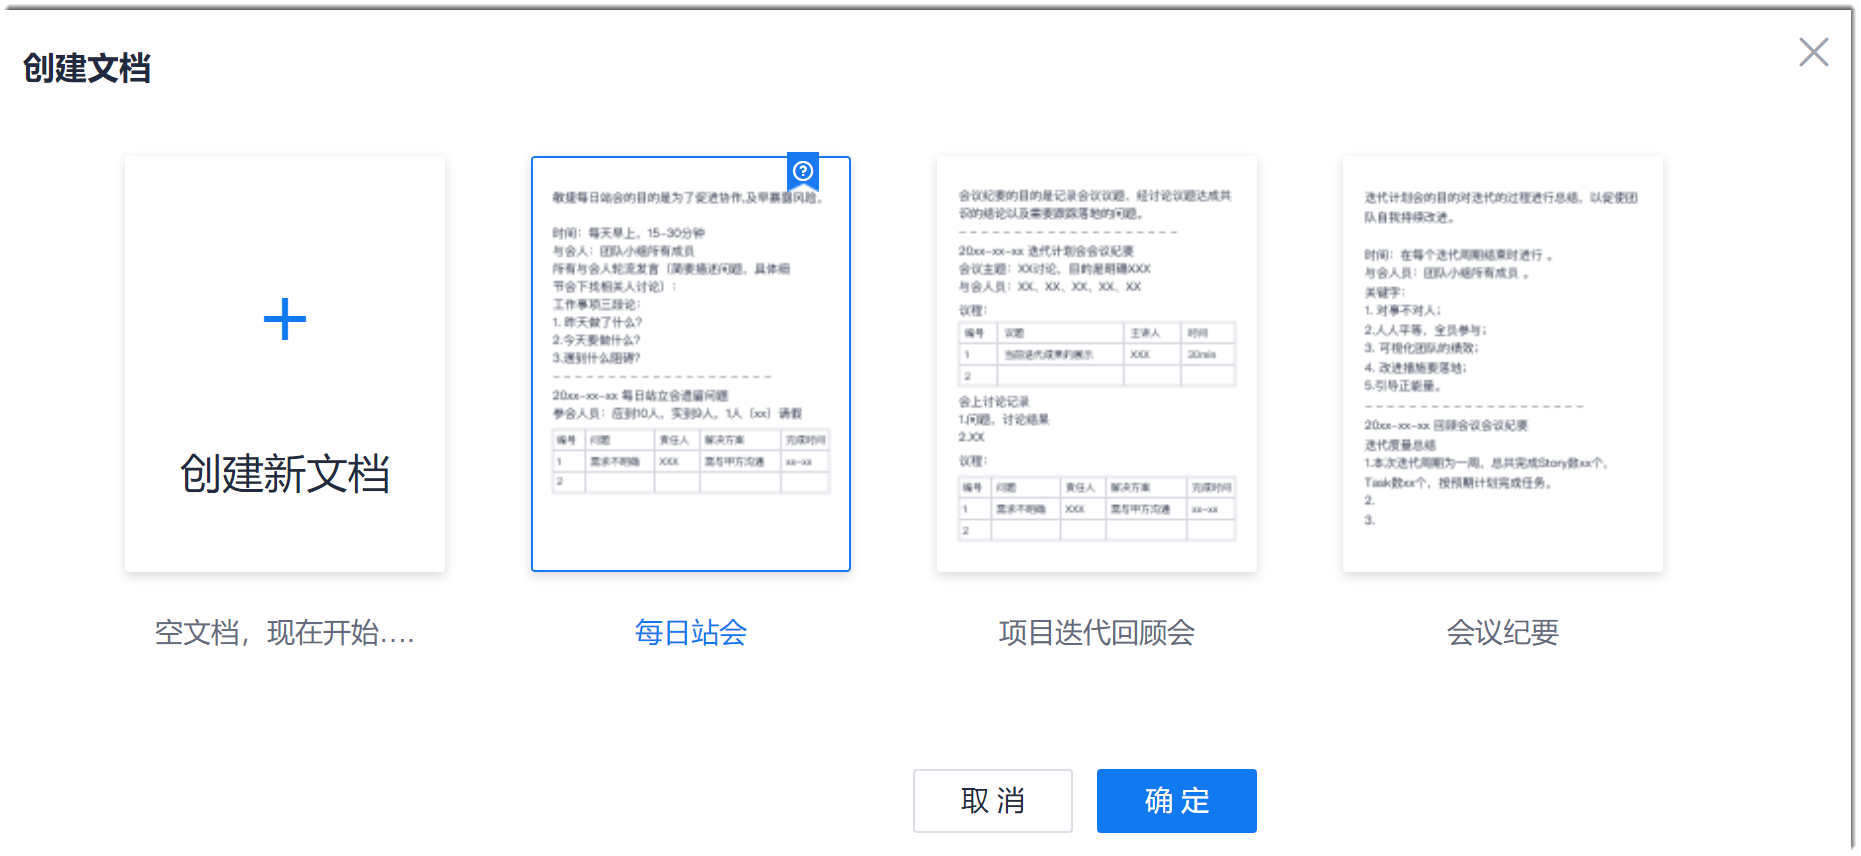 创建文档
创建新文档
空文档，现在开始....
敏捷每日站会的目的是为了促进协作,及早暴露风险。
时间：每天早上，15-30分钟
与会人：团队小组所有成员
所有与会人轮流发言（简要描述问题，具体细
节会下找相关人讨论）：
工作事项三段论：
1. 昨天做了什么?
2.今天要做什么?
3.遇到什么阻碍?
20xx-xx-xx 每日站立会遗留问题
参会人员：应到10人，实到9人，1人（xx）请假
编号 问题 责任人 解决方案 完成时间
1 需求不明确 XXX 需与甲方沟通 xx-xx
2
每日站会
会议纪要的目的是记录会议议题，经讨论议题达成共
识的结论以及需要跟踪落地的问题。
20xx-xx-xx 迭代计划会会议纪要
会议主题：XX讨论，目的是明确XXX
与会人员：XX、XX、XX、XX、XX
议程：
编号 议题 主讲人 时间
1 当前迭代成果的展示 XXX 30min
2
会上讨论记录
1.问题，讨论结果
2.XX
议程：
编号 问题 责任人 解决方案 完成时间
1 需求不明确 XXX 需与甲方沟通 xx-xx
2
项目迭代回顾会
迭代计划会的目的对迭代的过程进行总结，以促使团
队自我持续改进。
时间：在每个迭代周期结束时进行 。
与会人员：团队小组所有成员 。
关键字：
1. 对事不对人；
2.人人平等，全员参与；
3. 可视化团队的绩效；
4. 改进措施要落地；
5.引导正能量。
20xx-xx-xx 回顾会议会议纪要
迭代度量总结
1.本次迭代周期为一周，总共完成Story数xx个，
Task数xx个，按预期计划完成任务。
2.
3.
会议纪要
取 消
确 定